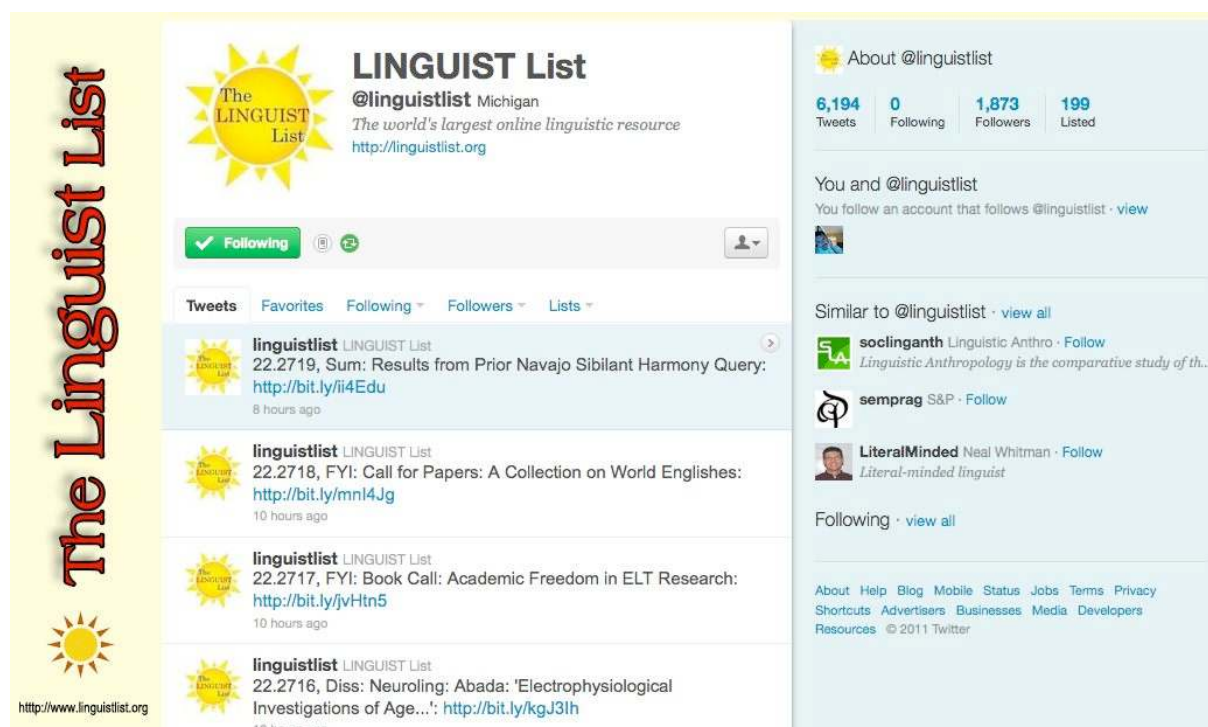 The Linguist List
htttp://www.linguistlist.org
The
LINGUIST
List
LINGUIST List
@linguistlist Michigan
The world's largest online linguistic resource
http://linguistlist.org
Following
Tweets Favorites Following Followers Lists
linguistlist LINGUIST List
22.2719, Sum: Results from Prior Navajo Sibilant Harmony Query:
http://bit.ly/ii4Edu
8 hours ago
linguistlist LINGUIST List
22.2718, FYI: Call for Papers: A Collection on World Englishes:
http://bit.ly/mnI4Jg
10 hours ago
linguistlist LINGUIST List
22.2717, FYI: Book Call: Academic Freedom in ELT Research:
http://bit.ly/jvHtn5
10 hours ago
linguistlist LINGUIST List
22.2716, Diss: Neuroling: Abada: 'Electrophysiological
Investigations of Age...': http://bit.ly/kgJ3Ih
About @linguistlist
6,194 0 1,873 199
Tweets Following Followers Listed
You and @linguistlist
You follow an account that follows @linguistlist · view
Similar to @linguistlist · view all
SLA
soclinganth Linguistic Anthro · Follow
Linguistic Anthropology is the comparative study of th...
semprag S&P · Follow
LiteralMinded Neal Whitman · Follow
Literal-minded linguist
Following · view all
About Help Blog Mobile Status Jobs Terms Privacy
Shortcuts Advertisers Businesses Media Developers
Resources © 2011 Twitter